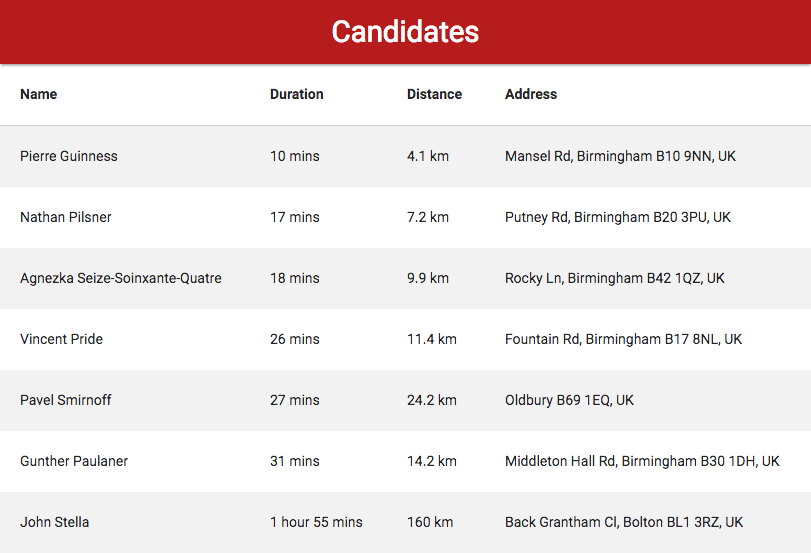 Candidates
Name Duration Distance Address
Pierre Guinness 10 mins 4.1 km Mansel Rd, Birmingham B10 9NN, UK
Nathan Pilsner 17 mins 7.2 km Putney Rd, Birmingham B20 3PU, UK
Agnezka Seize-Soinxante-Quatre 18 mins 9.9 km Rocky Ln, Birmingham B42 1QZ, UK
Vincent Pride 26 mins 11.4 km Fountain Rd, Birmingham B17 8NL, UK
Pavel Smirnoff 27 mins 24.2 km Oldbury B69 1EQ, UK
Gunther Paulaner 31 mins 14.2 km Middleton Hall Rd, Birmingham B30 1DH, UK
John Stella 1 hour 55 mins 160 km Back Grantham Cl, Bolton BL1 3RZ, UK